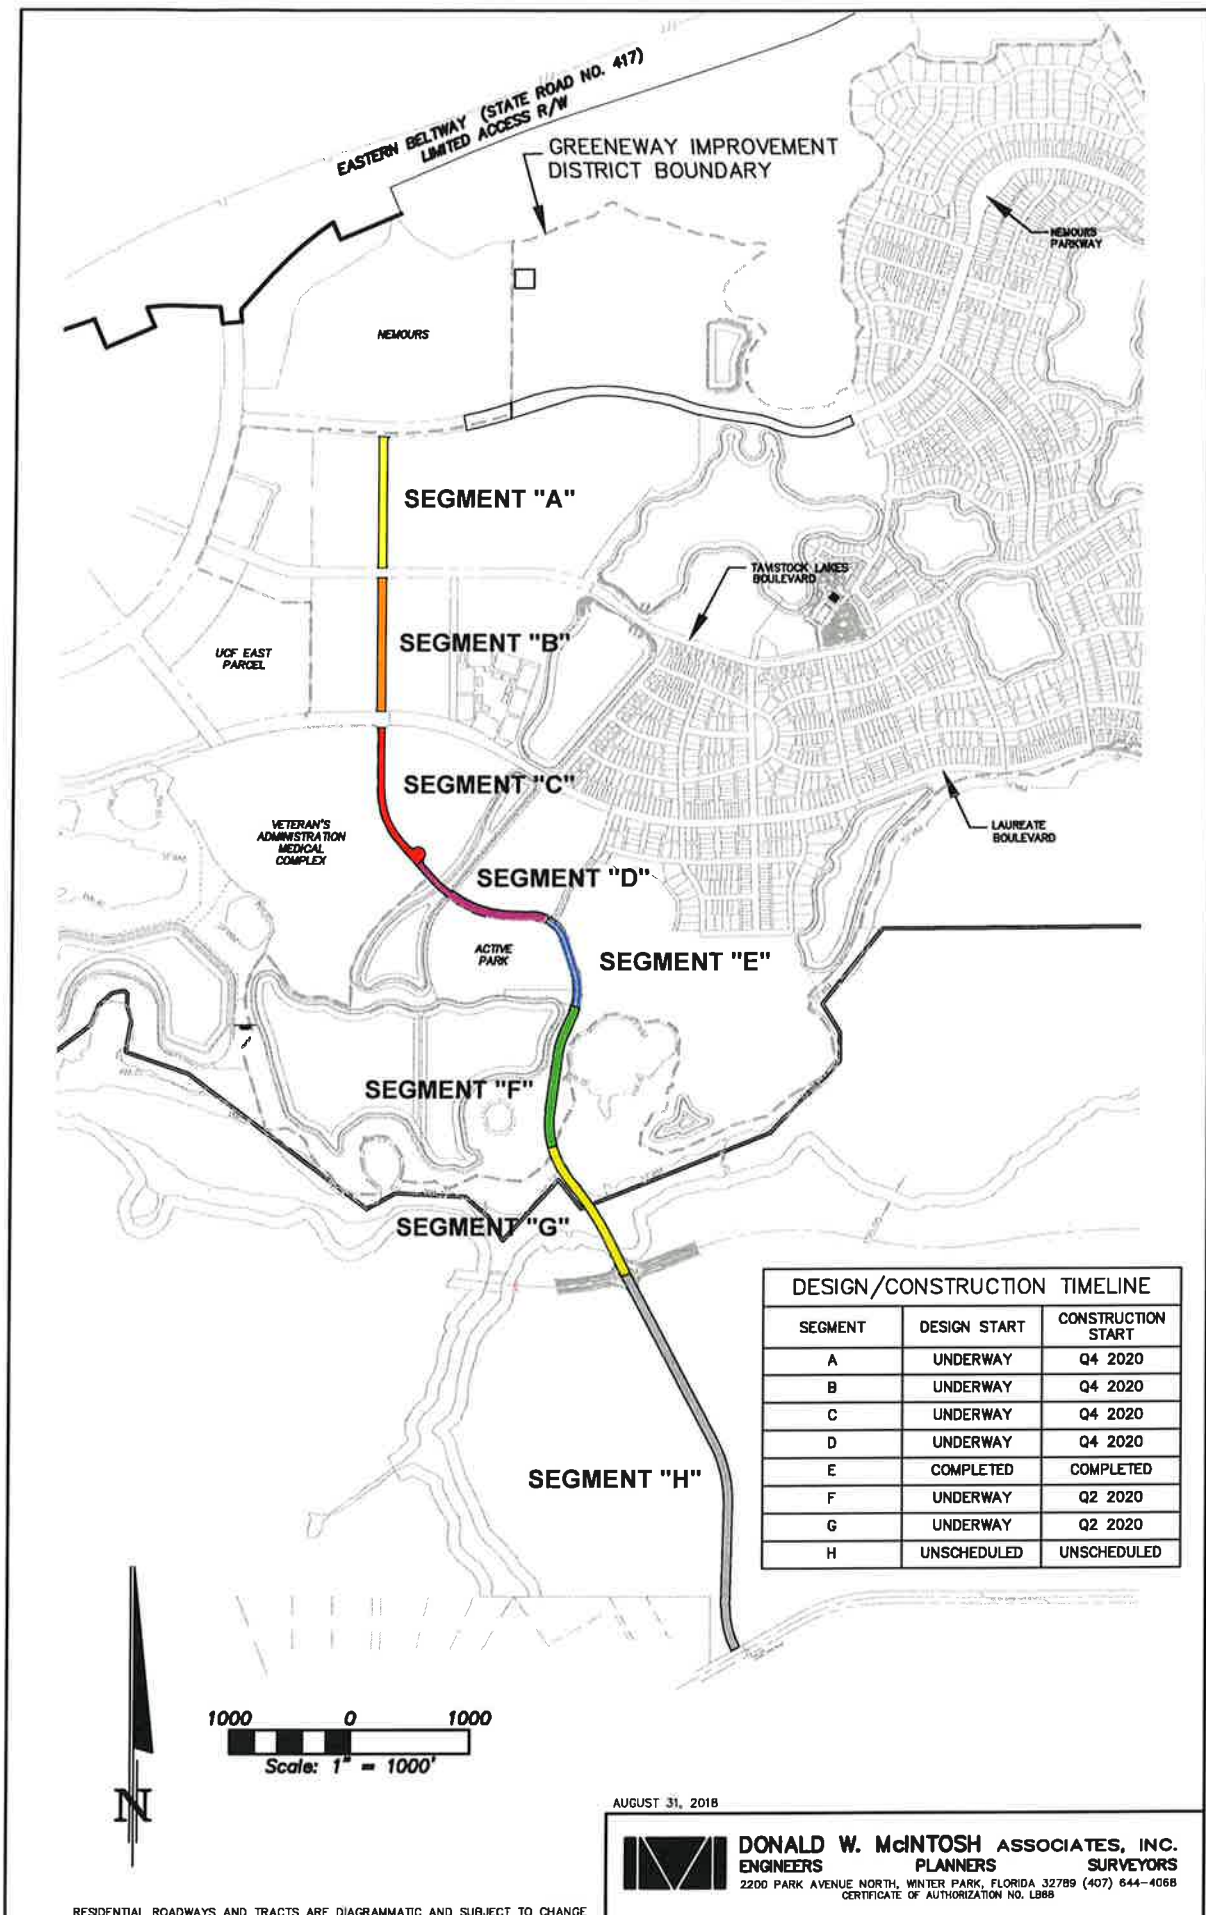 EASTERN BELTWAY (STATE ROAD NO. 417)
LIMITED ACCESS R/W
GREENEWAY IMPROVEMENT
DISTRICT BOUNDARY
NEMOURS
PARKWAY
NEMOURS
SEGMENT "A"
TAVISTOCK LAKES
BOULEVARD
SEGMENT "B"
UCF EAST
PARCEL
SEGMENT "C"
VETERAN'S
ADMINISTRATION
MEDICAL
COMPLEX
LAUREATE
BOULEVARD
SEGMENT "D"
ACTIVE
PARK
SEGMENT "E"
SEGMENT "F"
SEGMENT "G"
SEGMENT "H"
DESIGN/CONSTRUCTION TIMELINE
SEGMENT DESIGN START CONSTRUCTION START
A UNDERWAY Q4 2020
B UNDERWAY Q4 2020
C UNDERWAY Q4 2020
D UNDERWAY Q4 2020
E COMPLETED COMPLETED
F UNDERWAY Q2 2020
G UNDERWAY Q2 2020
H UNSCHEDULED UNSCHEDULED
1000 0 1000
Scale: 1" = 1000'
N
AUGUST 31, 2018
DONALD W. McINTOSH ASSOCIATES, INC.
ENGINEERS PLANNERS SURVEYORS
2200 PARK AVENUE NORTH, WINTER PARK, FLORIDA 32789 (407) 644-4068
CERTIFICATE OF AUTHORIZATION NO. LB68
RESIDENTIAL ROADWAYS AND TRACTS ARE DIAGRAMMATIC AND SUBJECT TO CHANGE